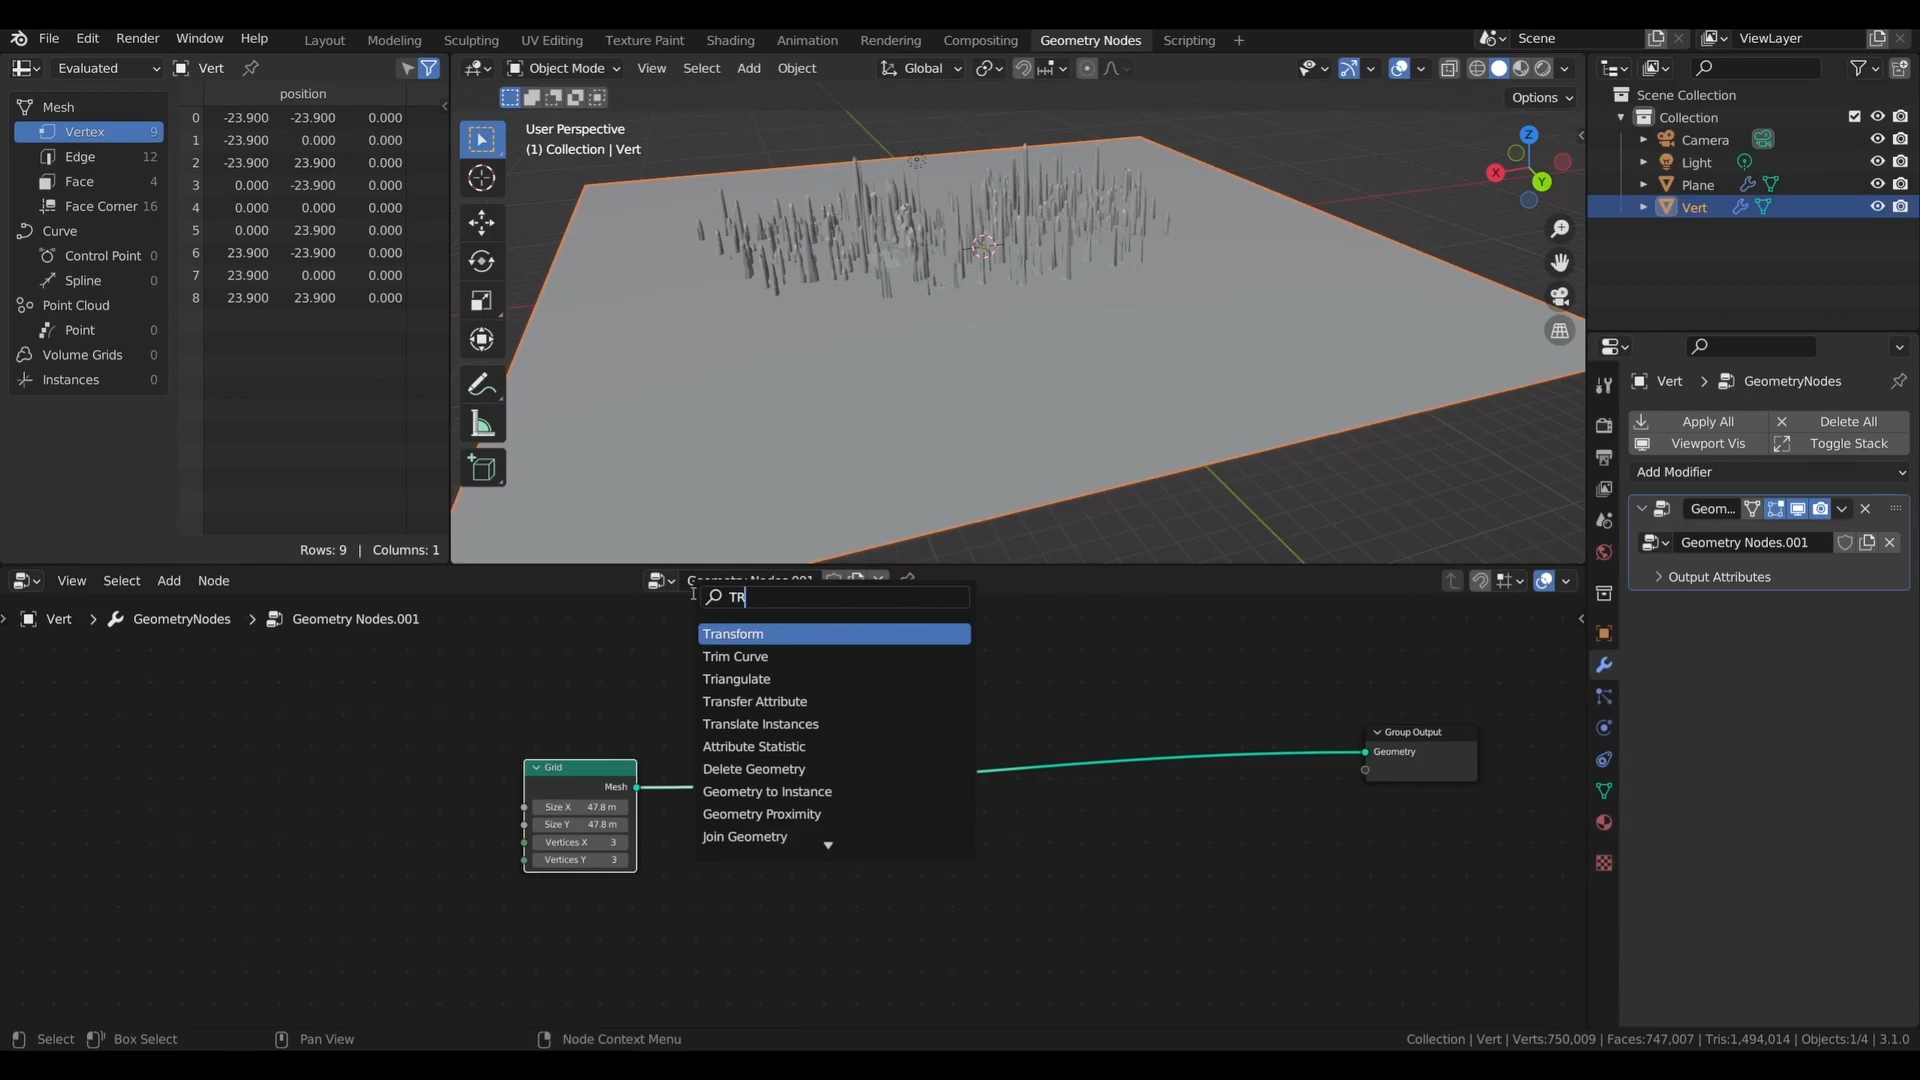 File Edit Render Window Help
Layout Modeling Sculpting UV Editing Texture Paint Shading Animation Rendering Compositing Geometry Nodes Scripting +
Scene
ViewLayer
Evaluated
Vert
position
Mesh
Vertex 9
Edge 12
Face 4
Face Corner 16
Curve
Control Point 0
Spline 0
Point Cloud
Point 0
Volume Grids 0
Instances 0
0 -23.900 -23.900 0.000
1 -23.900 0.000 0.000
2 -23.900 23.900 0.000
3 0.000 -23.900 0.000
4 0.000 0.000 0.000
5 0.000 23.900 0.000
6 23.900 -23.900 0.000
7 23.900 0.000 0.000
8 23.900 23.900 0.000
Rows: 9 | Columns: 1
Object Mode View Select Add Object
Global
Options
User Perspective
(1) Collection | Vert
Z
X
Y
Scene Collection
Collection
Camera
Light
Plane
Vert
Vert > GeometryNodes
Apply All Delete All
Viewport Vis Toggle Stack
Add Modifier
Geom...
Geometry Nodes.001
Output Attributes
View Select Add Node
Geometry Nodes.001
Vert > GeometryNodes > Geometry Nodes.001
TR
Transform
Trim Curve
Triangulate
Transfer Attribute
Translate Instances
Attribute Statistic
Delete Geometry
Geometry to Instance
Geometry Proximity
Join Geometry
Grid
Mesh
Size X 47.8 m
Size Y 47.8 m
Vertices X 3
Vertices Y 3
Group Output
Geometry
Select Box Select Pan View Node Context Menu
Collection | Vert | Verts:750,009 | Faces:747,007 | Tris:1,494,014 | Objects:1/4 | 3.1.0